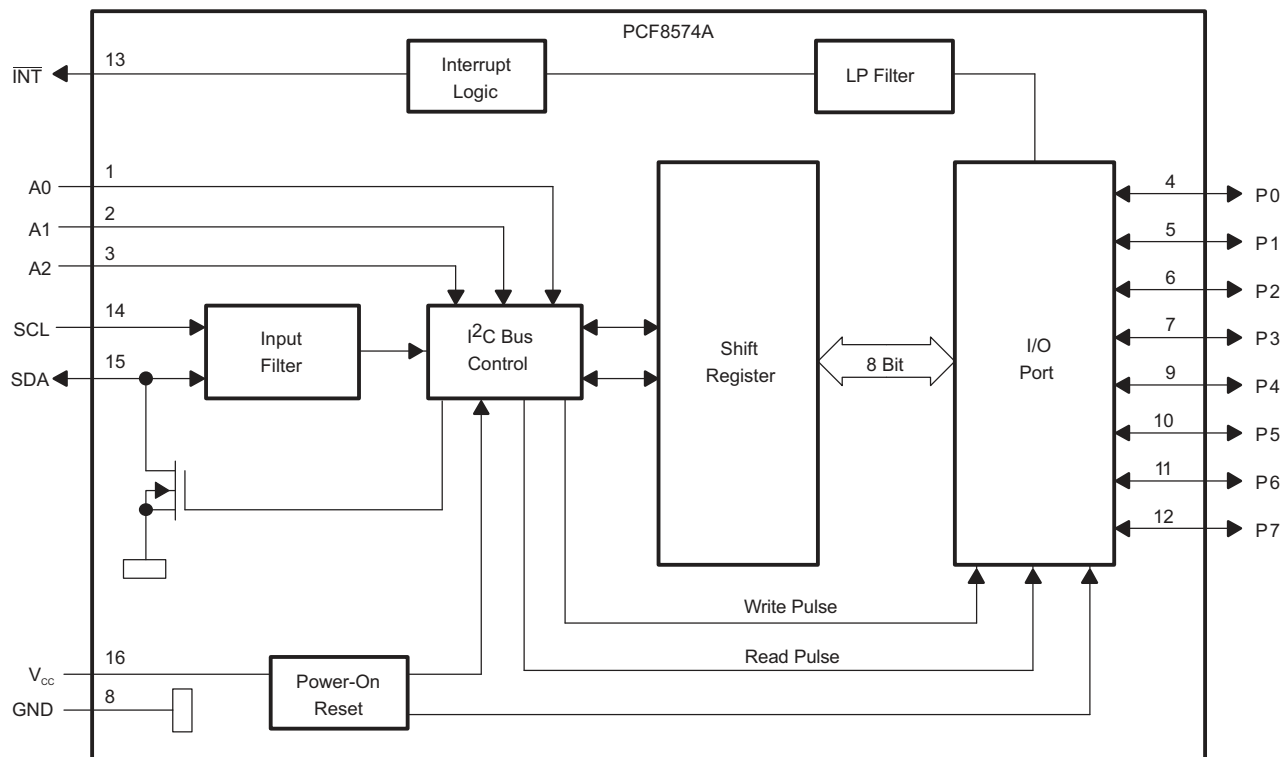 PCF8574A
INT
13
Interrupt
Logic
LP Filter
A0
1
A1
2
A2
3
SCL
14
SDA
15
Input
Filter
I2C Bus
Control
Shift
Register
8 Bit
I/O
Port
4
P0
5
P1
6
P2
7
P3
9
P4
10
P5
11
P6
12
P7
Write Pulse
Read Pulse
VCC
16
GND
8
Power-On
Reset